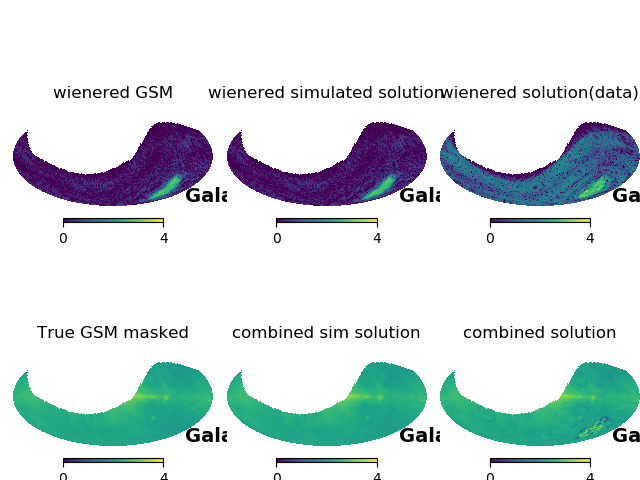 wienered GSM
wienered simulated solution
wienered solution(data)
Gala
Gala
Ga
0 4
0 4
0 4
True GSM masked
combined sim solution
combined solution
Gala
Gala
Ga
0 4
0 4
0 4